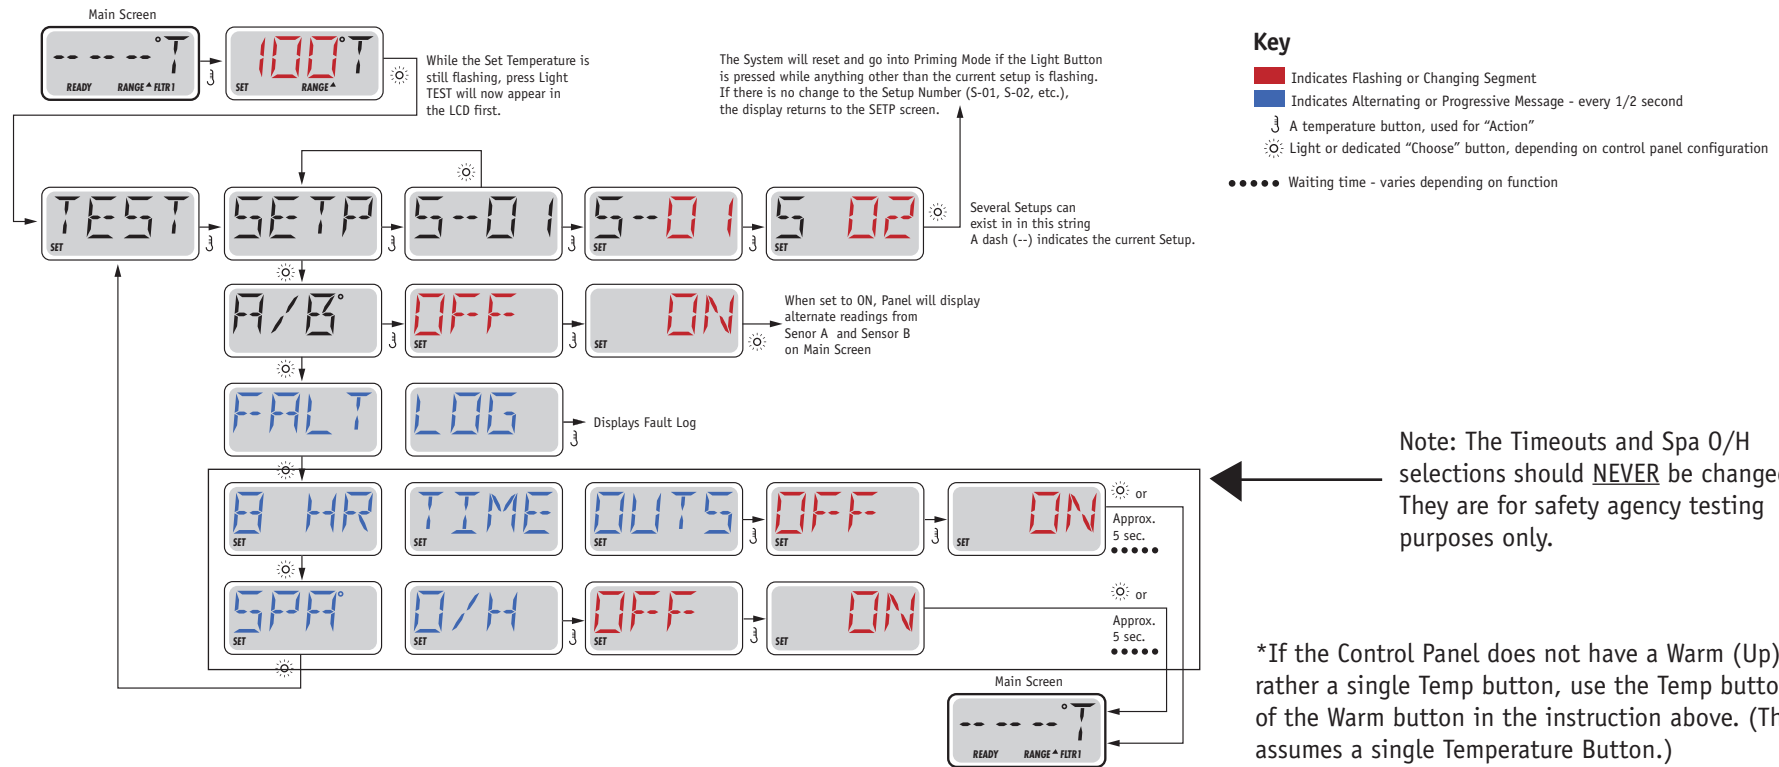 Main Screen
-- -- -- °T
READY RANGE FLTR1
100°T
SET RANGE
While the Set Temperature is
still flashing, press Light
TEST will now appear in
the LCD first.
The System will reset and go into Priming Mode if the Light Button
is pressed while anything other than the current setup is flashing.
If there is no change to the Setup Number (S-01, S-02, etc.),
the display returns to the SETP screen.
Key
Indicates Flashing or Changing Segment
Indicates Alternating or Progressive Message - every 1/2 second
A temperature button, used for “Action”
Light or dedicated “Choose” button, depending on control panel configuration
Waiting time - varies depending on function
TEST
SET
SETP
S-01
S--01
SET
S 02
SET
Several Setups can
exist in in this string
A dash (--) indicates the current Setup.
A/B°
OFF
SET
ON
SET
When set to ON, Panel will display
alternate readings from
Senor A and Sensor B
on Main Screen
FALT
LOG
Displays Fault Log
8 HR
SET
TIME
SET
OUTS
SET
OFF
SET
ON
SET
or
Approx.
5 sec.
SPA°
SET
O/H
SET
OFF
SET
ON
SET
or
Approx.
5 sec.
Note: The Timeouts and Spa O/H
selections should NEVER be
They are for safety agency testing
purposes only.
Main Screen
-- -- -- °T
READY RANGE FLTR1
*If the Control Panel does not have a Warm (Up)
rather a single Temp button, use the Temp
of the Warm button in the instruction above.
assumes a single Temperature Button.)